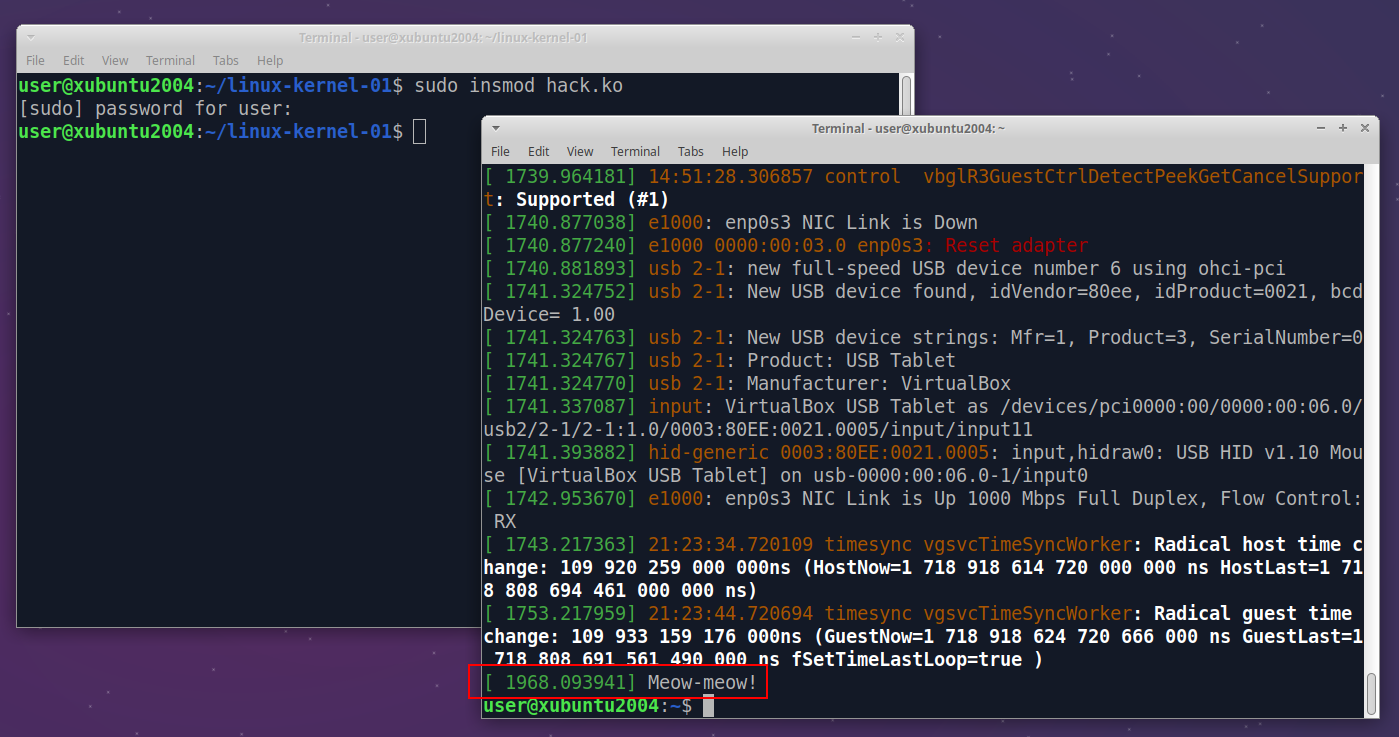 Terminal - user@xubuntu2004: ~/linux-kernel-01
File Edit View Terminal Tabs Help
user@xubuntu2004:~/linux-kernel-01$ sudo insmod hack.ko
[sudo] password for user:
user@xubuntu2004:~/linux-kernel-01$
Terminal - user@xubuntu2004: ~
File Edit View Terminal Tabs Help
[ 1739.964181] 14:51:28.306857 control  vbglR3GuestCtrlDetectPeekGetCancelSuppor
t: Supported (#1)
[ 1740.877038] e1000: enp0s3 NIC Link is Down
[ 1740.877240] e1000 0000:00:03.0 enp0s3: Reset adapter
[ 1740.881893] usb 2-1: new full-speed USB device number 6 using ohci-pci
[ 1741.324752] usb 2-1: New USB device found, idVendor=80ee, idProduct=0021, bcd
Device= 1.00
[ 1741.324763] usb 2-1: New USB device strings: Mfr=1, Product=3, SerialNumber=0
[ 1741.324767] usb 2-1: Product: USB Tablet
[ 1741.324770] usb 2-1: Manufacturer: VirtualBox
[ 1741.337087] input: VirtualBox USB Tablet as /devices/pci0000:00/0000:00:06.0/
usb2/2-1/2-1:1.0/0003:80EE:0021.0005/input/input11
[ 1741.393882] hid-generic 0003:80EE:0021.0005: input,hidraw0: USB HID v1.10 Mou
se [VirtualBox USB Tablet] on usb-0000:00:06.0-1/input0
[ 1742.953670] e1000: enp0s3 NIC Link is Up 1000 Mbps Full Duplex, Flow Control:
 RX
[ 1743.217363] 21:23:34.720109 timesync vgsvcTimeSyncWorker: Radical host time c
hange: 109 920 259 000 000ns (HostNow=1 718 918 614 720 000 000 ns HostLast=1 71
8 808 694 461 000 000 ns)
[ 1753.217959] 21:23:44.720694 timesync vgsvcTimeSyncWorker: Radical guest time
change: 109 933 159 176 000ns (GuestNow=1 718 918 624 720 666 000 ns GuestLast=1
 718 808 691 561 490 000 ns fSetTimeLastLoop=true )
[ 1968.093941] Meow-meow!
user@xubuntu2004:~$